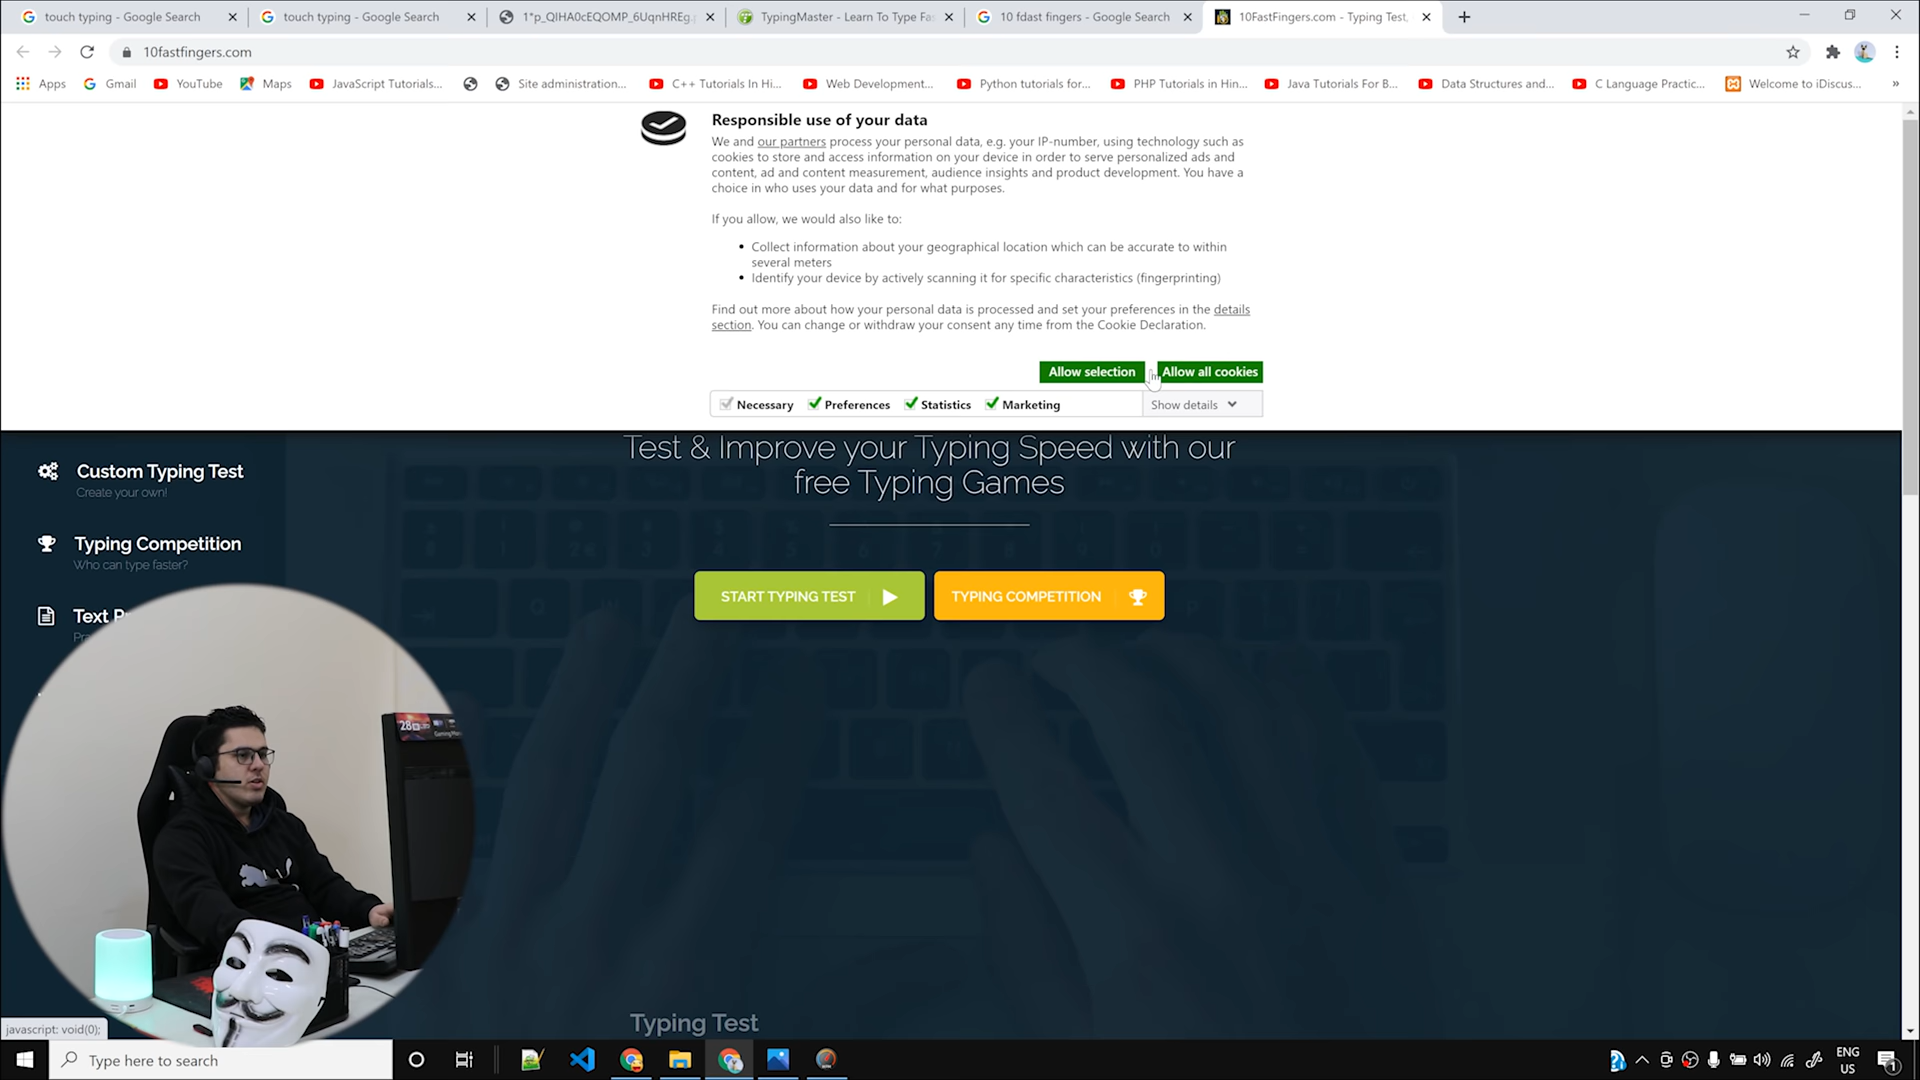 touch typing - Google Search
touch typing - Google Search
1*p_QIHA0cEQOMP_6UqnHREg.
TypingMaster - Learn To Type Fa
10 fdast fingers - Google Search
10FastFingers.com - Typing Test,
10fastfingers.com
Apps
Gmail
YouTube
Maps
JavaScript Tutorials...
Site administration...
C++ Tutorials In Hi...
Web Development...
Python tutorials for...
PHP Tutorials in Hin...
Java Tutorials For B...
Data Structures and...
C Language Practic...
Welcome to iDiscus...
»
Responsible use of your data
We and our partners process your personal data, e.g. your IP-number, using technology such as
cookies to store and access information on your device in order to serve personalized ads and
content, ad and content measurement, audience insights and product development. You have a
choice in who uses your data and for what purposes.
If you allow, we would also like to:
• Collect information about your geographical location which can be accurate to within
several meters
• Identify your device by actively scanning it for specific characteristics (fingerprinting)
Find out more about how your personal data is processed and set your preferences in the details
section. You can change or withdraw your consent any time from the Cookie Declaration.
Allow selection
Allow all cookies
Necessary
Preferences
Statistics
Marketing
Show details
Test & Improve your Typing Speed with our
free Typing Games
Custom Typing Test
Create your own!
Typing Competition
Who can type faster?
START TYPING TEST
TYPING COMPETITION
Text P
Pra
28
Typing Test
javascript: void(0);
Type here to search
ENG
US
1